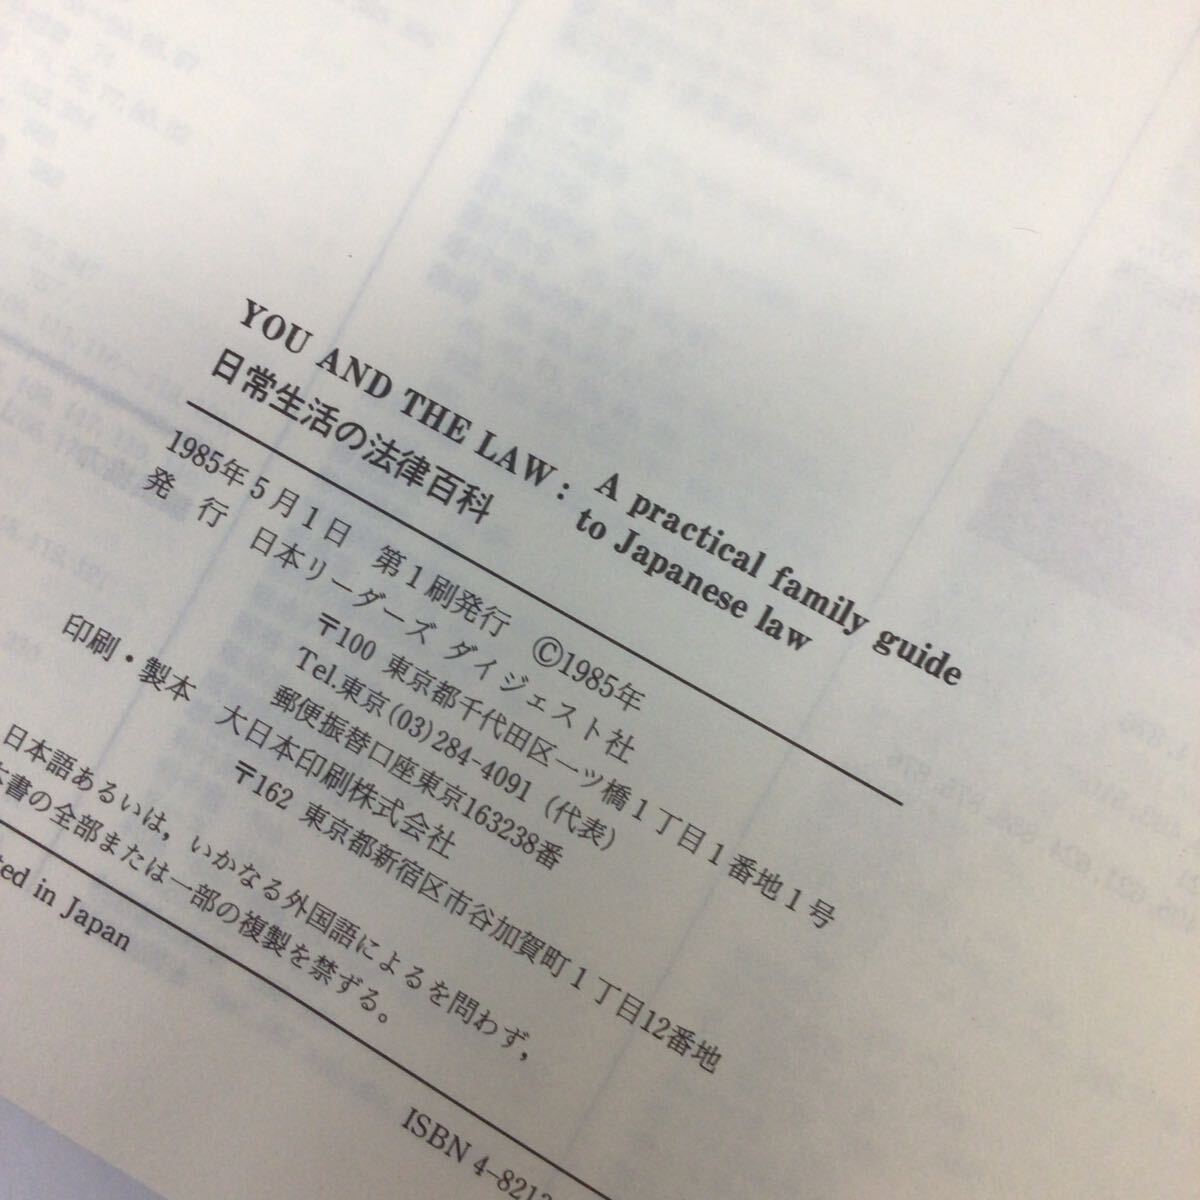 YOU AND THE LAW : A practical family guide
to Japanese law
日常生活の法律百科
1985年5月1日 第1刷発行 ©1985年
発行 日本リーダーズ ダイジェスト社
〒100 東京都千代田区一ツ橋1丁目1番地1号
Tel.東京(03)284-4091 (代表)
郵便振替口座東京163238番
印刷・製本 大日本印刷株式会社
〒162 東京都新宿区市谷加賀町1丁目12番地
日本語あるいは，いかなる外国語によるを問わず，
本書の全部または一部の複製を禁ずる。
ted in Japan
ISBN 4-8213